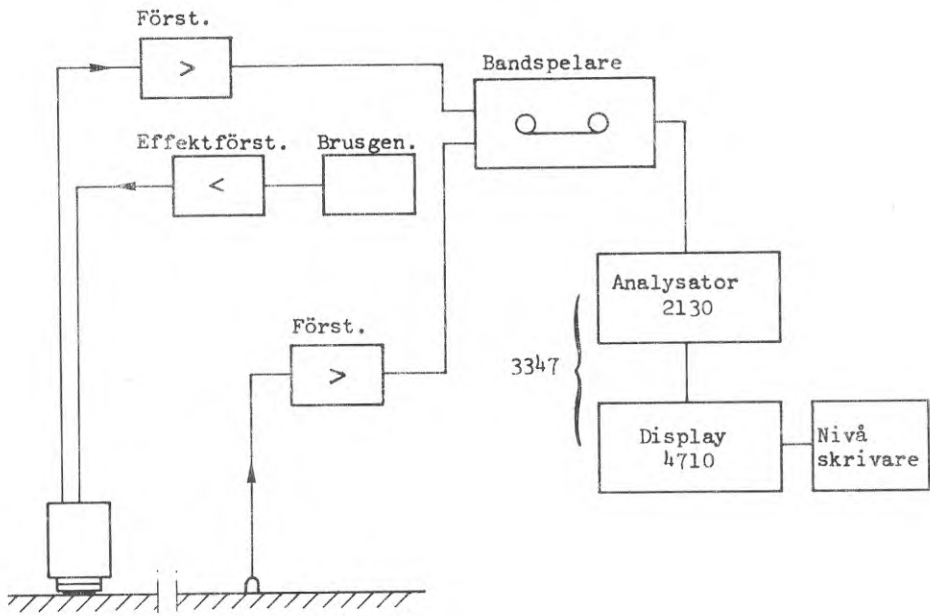 Först.
>
Bandspelare
Effektförst.
Brusgen.
<
Analysator
2130
Först.
>
3347
Display
4710
Nivå
skrivare